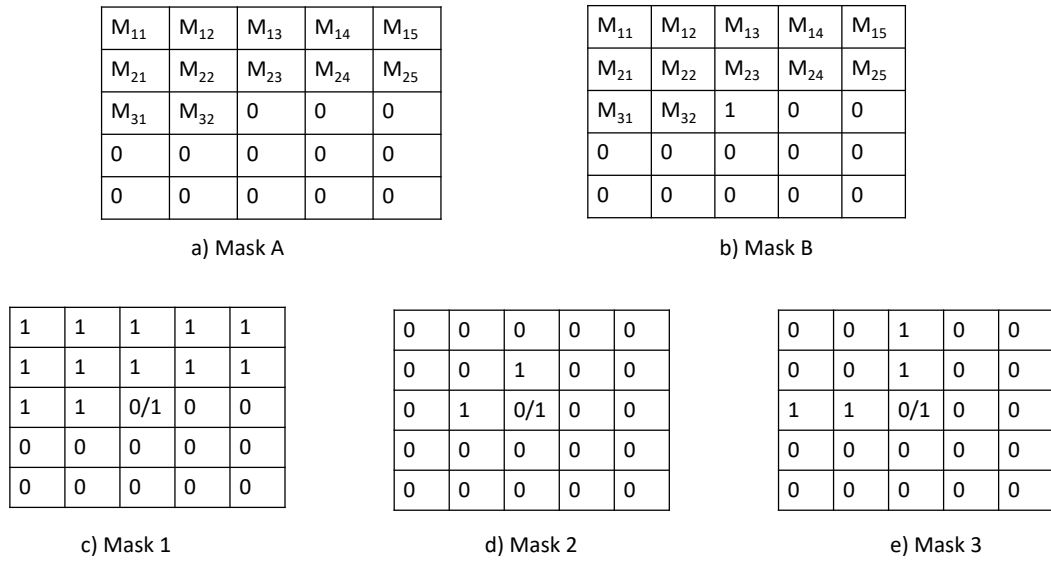 M₁₁ M₁₂ M₁₃ M₁₄ M₁₅
M₂₁ M₂₂ M₂₃ M₂₄ M₂₅
M₃₁ M₃₂ 0 0 0
0 0 0 0 0
0 0 0 0 0
a) Mask A
M₁₁ M₁₂ M₁₃ M₁₄ M₁₅
M₂₁ M₂₂ M₂₃ M₂₄ M₂₅
M₃₁ M₃₂ 1 0 0
0 0 0 0 0
0 0 0 0 0
b) Mask B
1 1 1 1 1
1 1 1 1 1
1 1 0/1 0 0
0 0 0 0 0
0 0 0 0 0
c) Mask 1
0 0 0 0 0
0 0 1 0 0
0 1 0/1 0 0
0 0 0 0 0
0 0 0 0 0
d) Mask 2
0 0 1 0 0
0 0 1 0 0
1 1 0/1 0 0
0 0 0 0 0
0 0 0 0 0
e) Mask 3